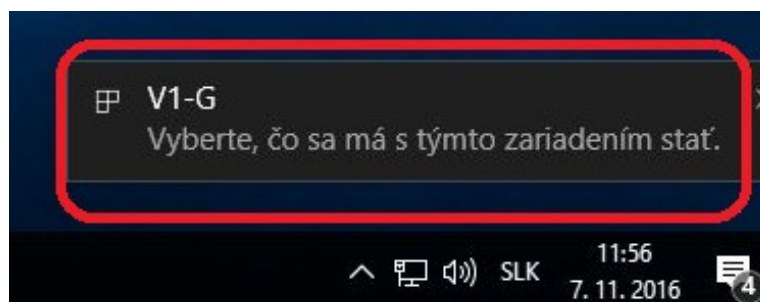 V1-G
Vyberte, čo sa má s týmto zariadením stať.
SLK
11:56
7. 11. 2016
4